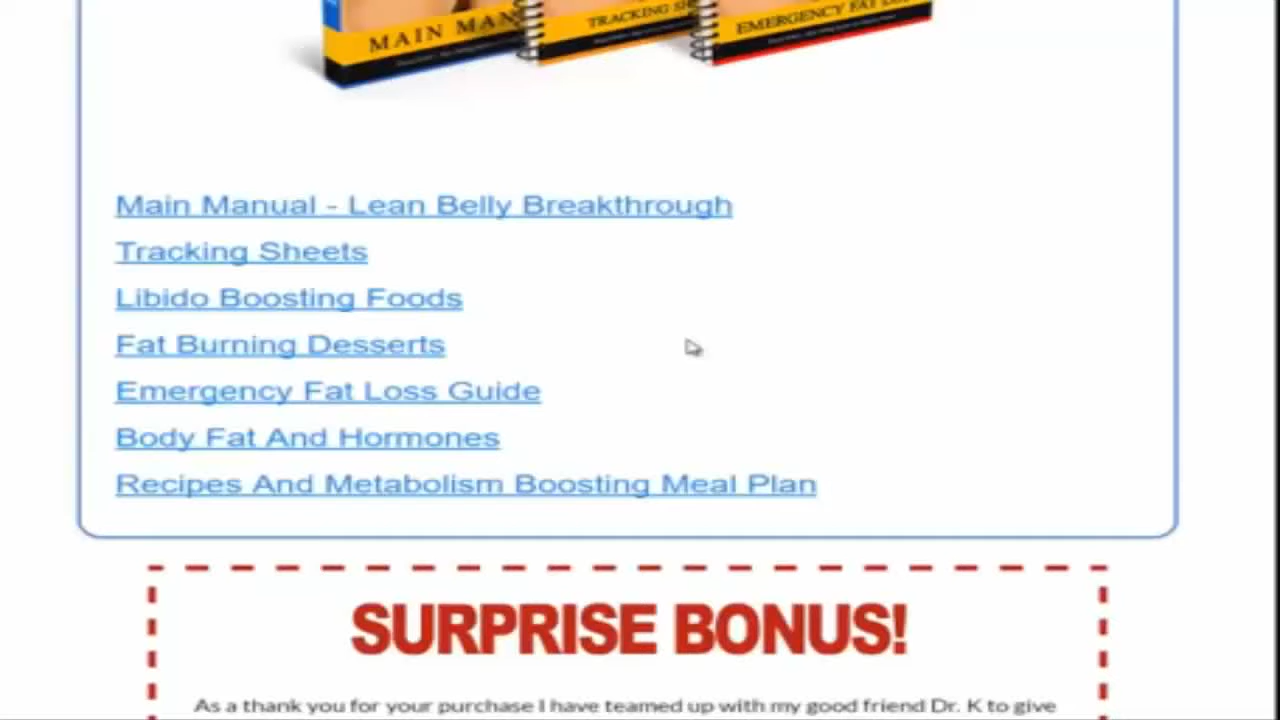 MAIN MAN
TRACKING SH
EMERGENCY FAT
Main Manual - Lean Belly Breakthrough
Tracking Sheets
Libido Boosting Foods
Fat Burning Desserts
Emergency Fat Loss Guide
Body Fat And Hormones
Recipes And Metabolism Boosting Meal Plan
SURPRISE BONUS!
As a thank you for your purchase I have teamed up with my good friend Dr. K to give